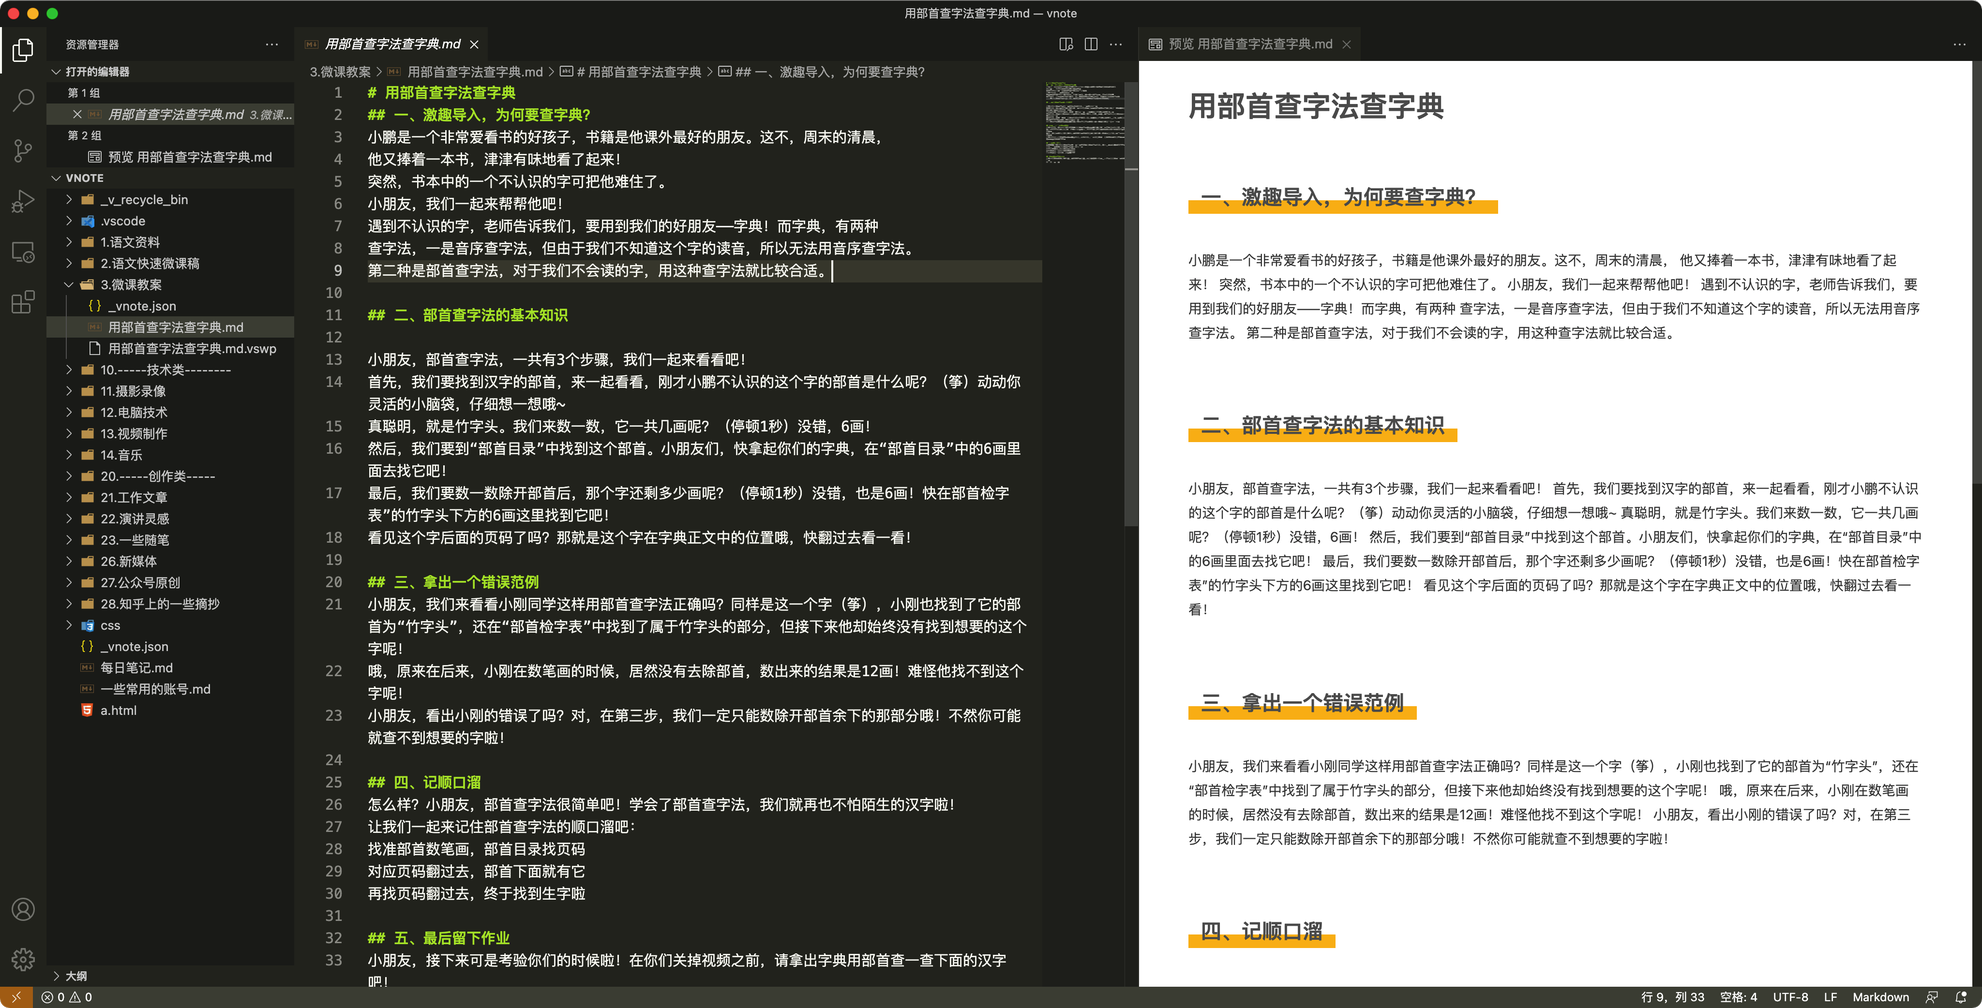 用部首查字法查字典.md — vnote
资源管理器
打开的编辑器
第 1 组
用部首查字法查字典.md 3.微课...
第 2 组
预览 用部首查字法查字典.md
VNOTE
_v_recycle_bin
.vscode
1.语文资料
2.语文快速微课稿
3.微课教案
_vnote.json
用部首查字法查字典.md
用部首查字法查字典.md.vswp
10.-----技术类--------
11.摄影录像
12.电脑技术
13.视频制作
14.音乐
20.-----创作类-----
21.工作文章
22.演讲灵感
23.一些随笔
26.新媒体
27.公众号原创
28.知乎上的一些摘抄
css
_vnote.json
每日笔记.md
一些常用的账号.md
a.html
大纲
用部首查字法查字典.md
3.微课教案 > 用部首查字法查字典.md > # 用部首查字法查字典 > ## 一、激趣导入，为何要查字典?
1 # 用部首查字法查字典
2 ## 一、激趣导入，为何要查字典?
3 小鹏是一个非常爱看书的好孩子，书籍是他课外最好的朋友。这不，周末的清晨，
4 他又捧着一本书，津津有味地看了起来！
5 突然，书本中的一个不认识的字可把他难住了。
6 小朋友，我们一起来帮帮他吧！
7 遇到不认识的字，老师告诉我们，要用到我们的好朋友——字典！而字典，有两种
8 查字法，一是音序查字法，但由于我们不知道这个字的读音，所以无法用音序查字法。
9 第二种是部首查字法，对于我们不会读的字，用这种查字法就比较合适。
10
11 ## 二、部首查字法的基本知识
12
13 小朋友，部首查字法，一共有3个步骤，我们一起来看看吧！
14 首先，我们要找到汉字的部首，来一起看看，刚才小鹏不认识的这个字的部首是什么呢？（筝）动动你
灵活的小脑袋，仔细想一想哦~
15 真聪明，就是竹字头。我们来数一数，它一共几画呢？（停顿1秒）没错，6画！
16 然后，我们要到“部首目录”中找到这个部首。小朋友们，快拿起你们的字典，在“部首目录”中的6画里
面去找它吧！
17 最后，我们要数一数除开部首后，那个字还剩多少画呢？（停顿1秒）没错，也是6画！快在部首检字
表”的竹字头下方的6画这里找到它吧！
18 看见这个字后面的页码了吗？那就是这个字在字典正文中的位置哦，快翻过去看一看！
19
20 ## 三、拿出一个错误范例
21 小朋友，我们来看看小刚同学这样用部首查字法正确吗？同样是这一个字（筝），小刚也找到了它的部
首为“竹字头”，还在“部首检字表”中找到了属于竹字头的部分，但接下来他却始终没有找到想要的这个
字呢！
22 哦，原来在后来，小刚在数笔画的时候，居然没有去除部首，数出来的结果是12画！难怪他找不到这个
字呢！
23 小朋友，看出小刚的错误了吗？对，在第三步，我们一定只能数除开部首余下的那部分哦！不然你可能
就查不到想要的字啦！
24
25 ## 四、记顺口溜
26 怎么样？小朋友，部首查字法很简单吧！学会了部首查字法，我们就再也不怕陌生的汉字啦！
27 让我们一起来记住部首查字法的顺口溜吧：
28 找准部首数笔画，部首目录找页码
29 对应页码翻过去，部首下面就有它
30 再找页码翻过去，终于找到生字啦
31
32 ## 五、最后留下作业
33 小朋友，接下来可是考验你们的时候啦！在你们关掉视频之前，请拿出字典用部首查一查下面的汉字
吧！
预览 用部首查字法查字典.md
用部首查字法查字典
一、激趣导入，为何要查字典?
小鹏是一个非常爱看书的好孩子，书籍是他课外最好的朋友。这不，周末的清晨， 他又捧着一本书，津津有味地看了起
来！ 突然，书本中的一个不认识的字可把他难住了。 小朋友，我们一起来帮帮他吧！ 遇到不认识的字，老师告诉我们，要
用到我们的好朋友——字典！而字典，有两种 查字法，一是音序查字法，但由于我们不知道这个字的读音，所以无法用音序
查字法。 第二种是部首查字法，对于我们不会读的字，用这种查字法就比较合适。
二、部首查字法的基本知识
小朋友，部首查字法，一共有3个步骤，我们一起来看看吧！ 首先，我们要找到汉字的部首，来一起看看，刚才小鹏不认识
的这个字的部首是什么呢？（筝）动动你灵活的小脑袋，仔细想一想哦~ 真聪明，就是竹字头。我们来数一数，它一共几画
呢？（停顿1秒）没错，6画！ 然后，我们要到“部首目录”中找到这个部首。小朋友们，快拿起你们的字典，在“部首目录”中
的6画里面去找它吧！ 最后，我们要数一数除开部首后，那个字还剩多少画呢？（停顿1秒）没错，也是6画！快在部首检字
表”的竹字头下方的6画这里找到它吧！ 看见这个字后面的页码了吗？那就是这个字在字典正文中的位置哦，快翻过去看一
看！
三、拿出一个错误范例
小朋友，我们来看看小刚同学这样用部首查字法正确吗？同样是这一个字（筝），小刚也找到了它的部首为“竹字头”，还在
“部首检字表”中找到了属于竹字头的部分，但接下来他却始终没有找到想要的这个字呢！ 哦，原来在后来，小刚在数笔画
的时候，居然没有去除部首，数出来的结果是12画！难怪他找不到这个字呢！ 小朋友，看出小刚的错误了吗？对，在第三
步，我们一定只能数除开部首余下的那部分哦！不然你可能就查不到想要的字啦！
四、记顺口溜
0 0
行 9，列 33 空格: 4 UTF-8 LF Markdown